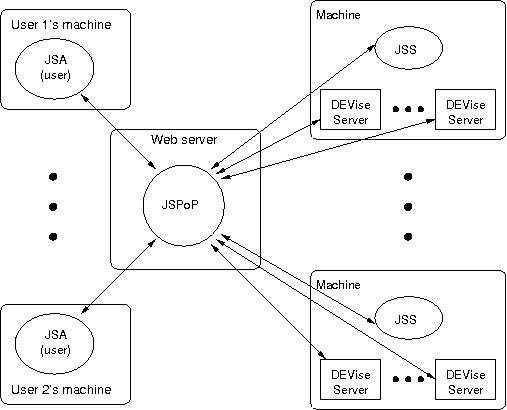 User 1's machine
JSA
(user)
Machine
JSS
DEVise
Server
DEVise
Server
Web server
JSPoP
JSA
(user)
User 2's machine
Machine
JSS
DEVise
Server
DEVise
Server